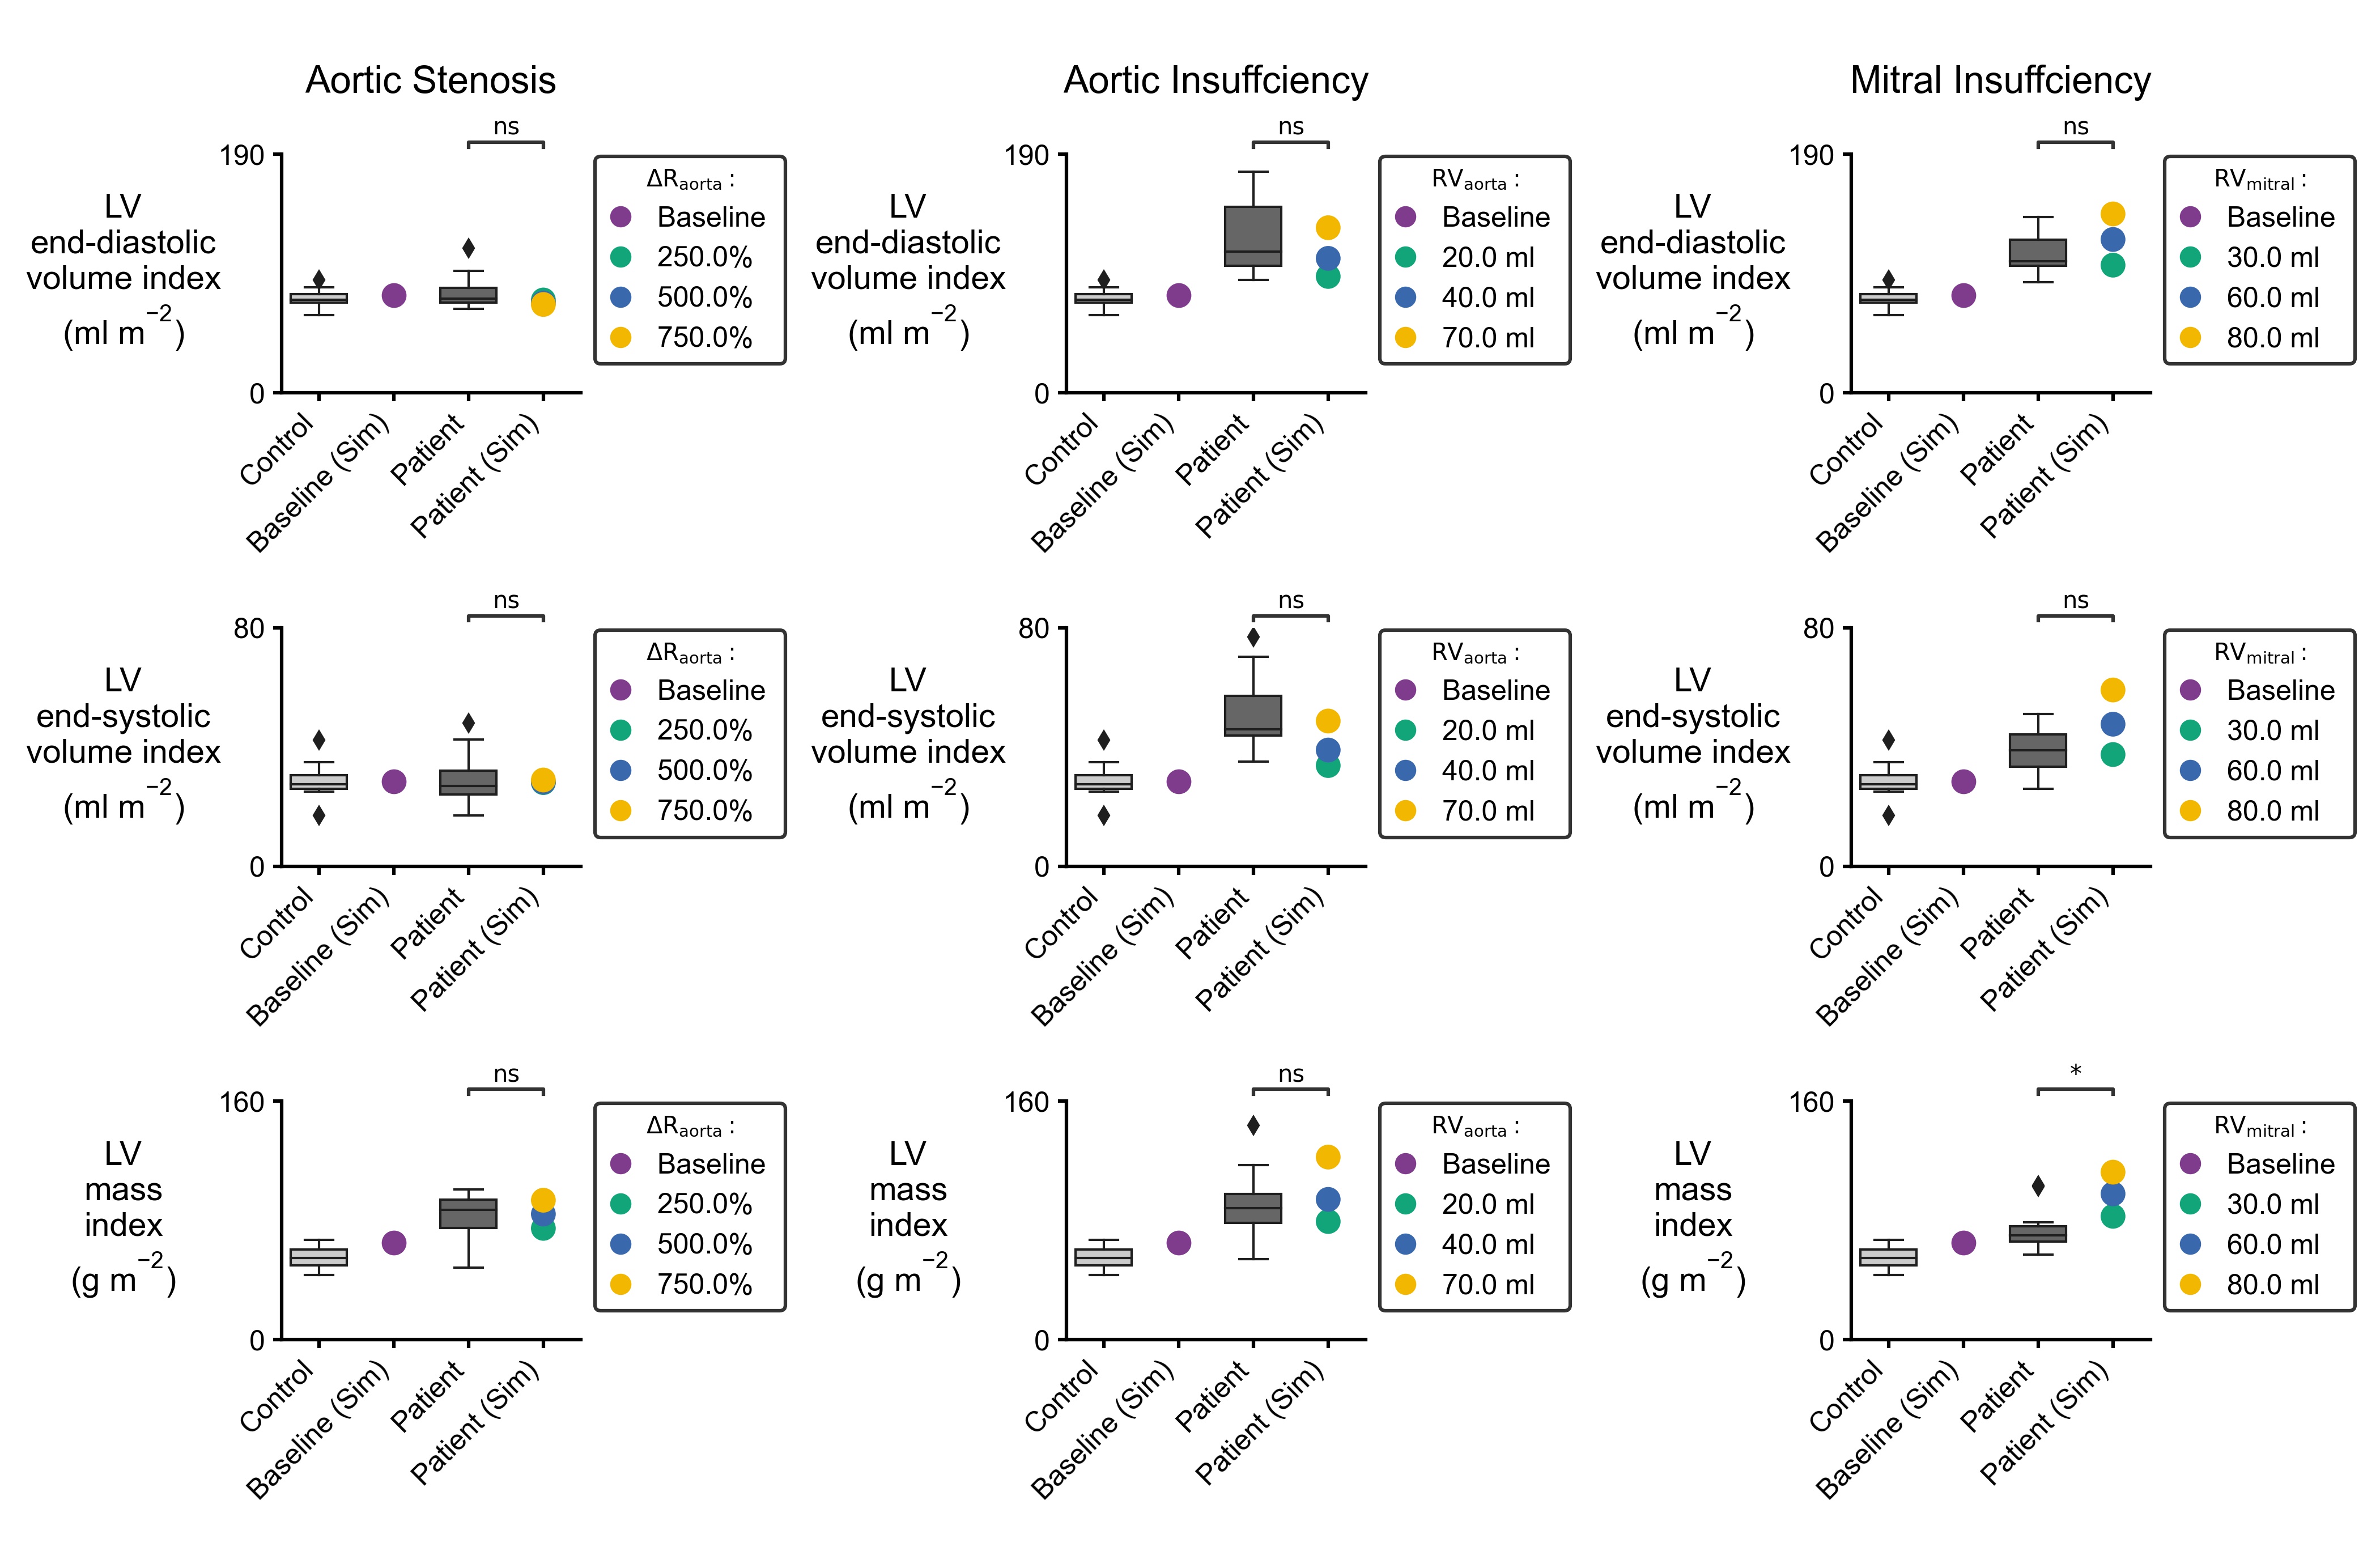 Aortic Stenosis
ns
190
0
LV
end-diastolic
volume index
(ml m⁻²)
Control
Baseline (Sim)
Patient
Patient (Sim)
ΔRaorta :
Baseline
250.0%
500.0%
750.0%
Aortic Insuffciency
ns
190
0
LV
end-diastolic
volume index
(ml m⁻²)
Control
Baseline (Sim)
Patient
Patient (Sim)
RVaorta :
Baseline
20.0 ml
40.0 ml
70.0 ml
Mitral Insuffciency
ns
190
0
LV
end-diastolic
volume index
(ml m⁻²)
Control
Baseline (Sim)
Patient
Patient (Sim)
RVmitral :
Baseline
30.0 ml
60.0 ml
80.0 ml
ns
80
0
LV
end-systolic
volume index
(ml m⁻²)
Control
Baseline (Sim)
Patient
Patient (Sim)
ΔRaorta :
Baseline
250.0%
500.0%
750.0%
ns
80
0
LV
end-systolic
volume index
(ml m⁻²)
Control
Baseline (Sim)
Patient
Patient (Sim)
RVaorta :
Baseline
20.0 ml
40.0 ml
70.0 ml
ns
80
0
LV
end-systolic
volume index
(ml m⁻²)
Control
Baseline (Sim)
Patient
Patient (Sim)
RVmitral :
Baseline
30.0 ml
60.0 ml
80.0 ml
ns
160
0
LV
mass
index
(g m⁻²)
Control
Baseline (Sim)
Patient
Patient (Sim)
ΔRaorta :
Baseline
250.0%
500.0%
750.0%
ns
160
0
LV
mass
index
(g m⁻²)
Control
Baseline (Sim)
Patient
Patient (Sim)
RVaorta :
Baseline
20.0 ml
40.0 ml
70.0 ml
*
160
0
LV
mass
index
(g m⁻²)
Control
Baseline (Sim)
Patient
Patient (Sim)
RVmitral :
Baseline
30.0 ml
60.0 ml
80.0 ml